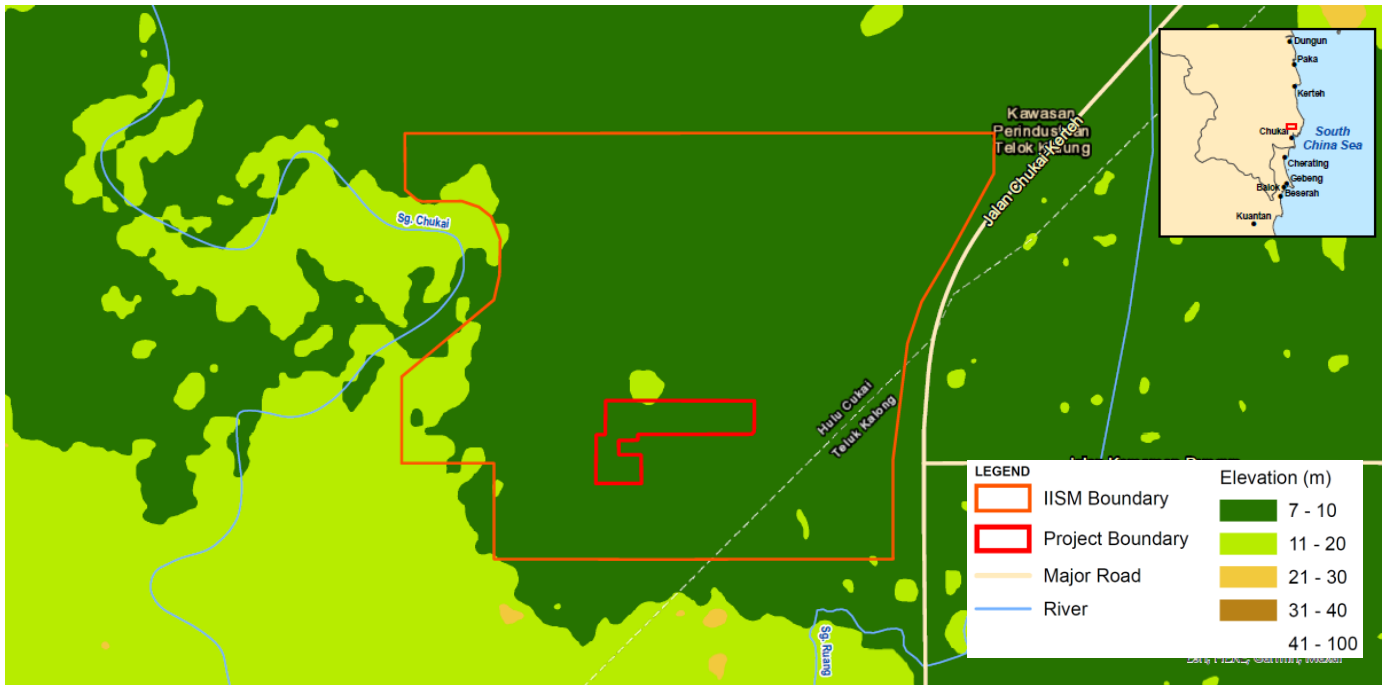 Kawasan
Perindustrian
Telok Kalung
Jalan Chukai-Kerteh
Sg. Chukai
Hulu Cukai
Teluk Kalong
Sg. Ruang
Dungun
Paka
Kerteh
Chukai
South
China Sea
Cherating
Gebeng
Balok
Beserah
Kuantan
LEGEND
IISM Boundary
Project Boundary
Major Road
River
Elevation (m)
7 - 10
11 - 20
21 - 30
31 - 40
41 - 100